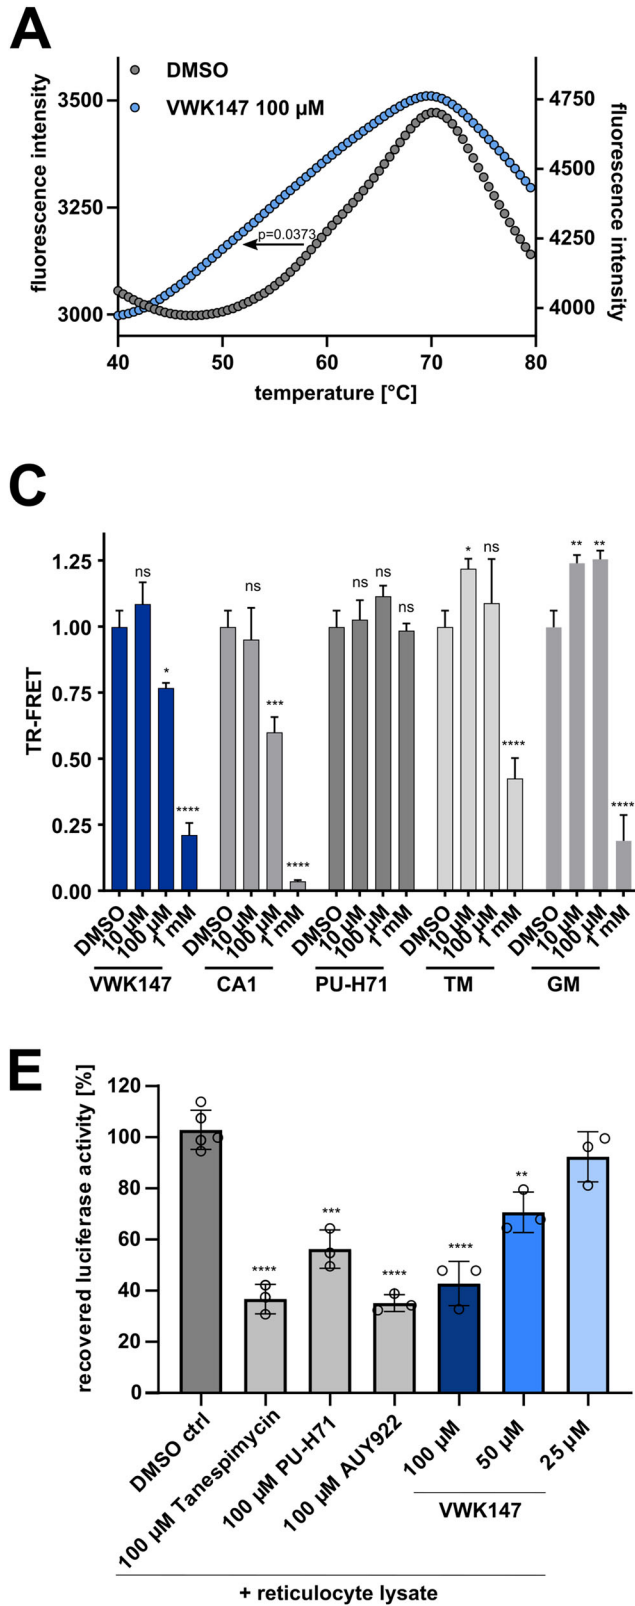 A
DMSO
VWK147 100 µM
fluorescence intensity
fluorescence intensity
3500
3250
3000
4750
4500
4250
4000
p=0.0373
40 50 60 70 80
temperature [°C]
C
TR-FRET
1.25
1.00
0.75
0.50
0.25
0.00
ns * ****
ns *** ****
ns ns ns
* ns ****
** ** ****
DMSO 10 µM 100 µM 1 mM DMSO 10 µM 100 µM 1 mM DMSO 10 µM 100 µM 1 mM DMSO 10 µM 100 µM 1 mM DMSO 10 µM 100 µM 1 mM
VWK147 CA1 PU-H71 TM GM
E
recovered luciferase activity [%]
120
100
80
60
40
20
0
**** *** **** **** **
DMSO ctrl
100 µM Tanespimycin
100 µM PU-H71
100 µM AUY922
100 µM
50 µM
25 µM
VWK147
+ reticulocyte lysate